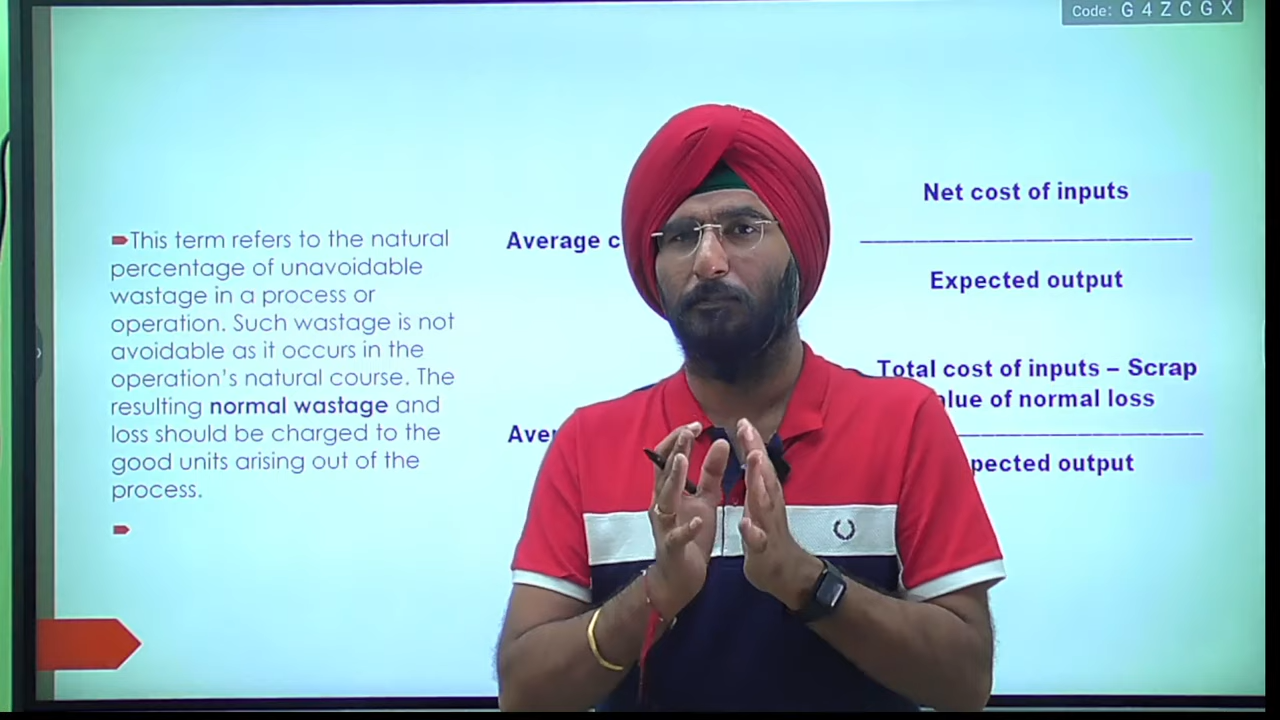 Code: G 4 Z C G X
This term refers to the natural
percentage of unavoidable
wastage in a process or
operation. Such wastage is not
avoidable as it occurs in the
operation's natural course. The
resulting normal wastage and
loss should be charged to the
good units arising out of the
process.
Average c
Net cost of inputs
Expected output
Aver
Total cost of inputs – Scrap
alue of normal loss
pected output